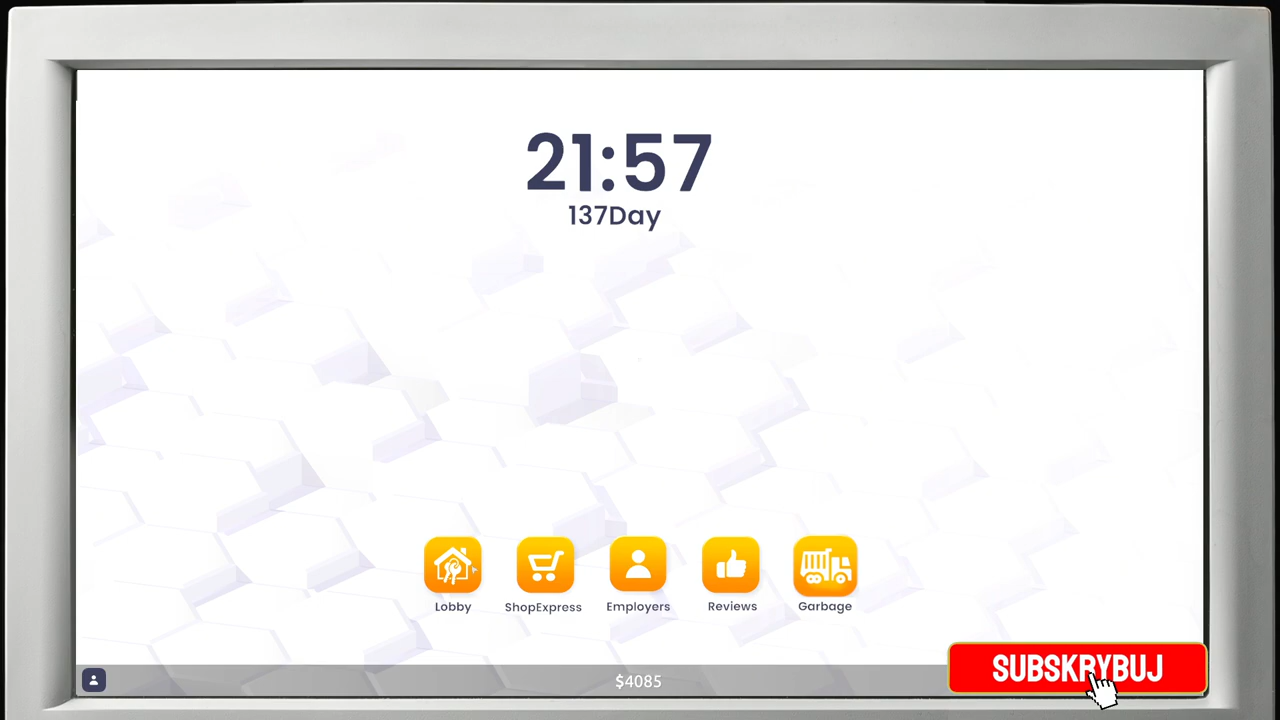 21:57
137Day
Lobby
ShopExpress
Employers
Reviews
Garbage
$4085
SUBSKRYBUJ